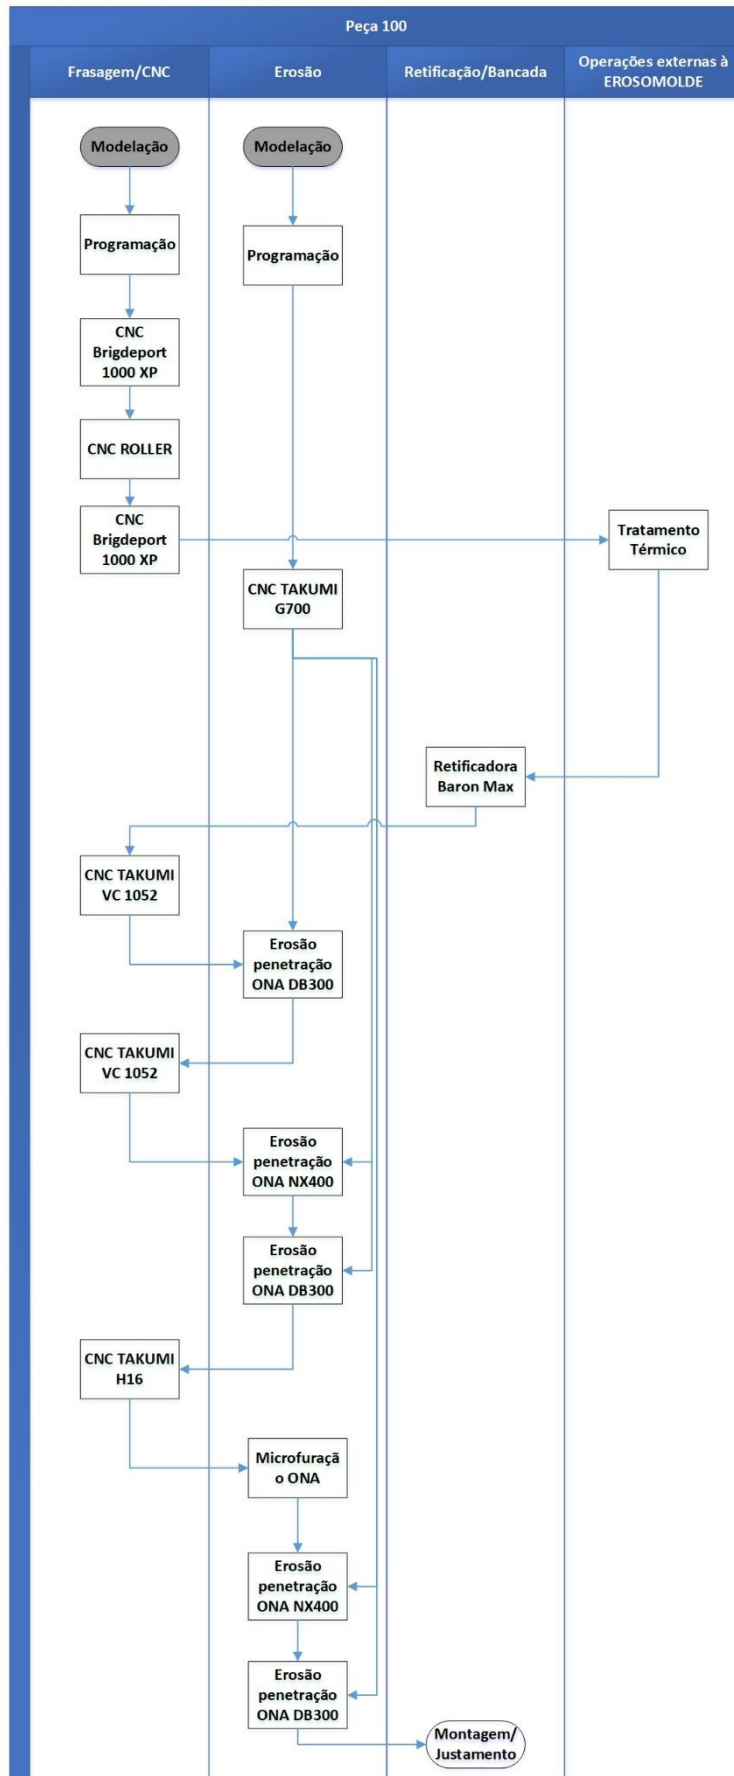 Peça 100
Frasagem/CNC
Erosão
Retificação/Bancada
Operações externas à
EROSOMOLDE
Modelação
Modelação
Programação
Programação
CNC
Brigdeport
1000 XP
CNC ROLLER
CNC
Brigdeport
1000 XP
Tratamento
Térmico
CNC TAKUMI
G700
Retificadora
Baron Max
CNC TAKUMI
VC 1052
Erosão
penetração
ONA DB300
CNC TAKUMI
VC 1052
Erosão
penetração
ONA NX400
Erosão
penetração
ONA DB300
CNC TAKUMI
H16
Microfuraçã
o ONA
Erosão
penetração
ONA NX400
Erosão
penetração
ONA DB300
Montagem/
Justamento